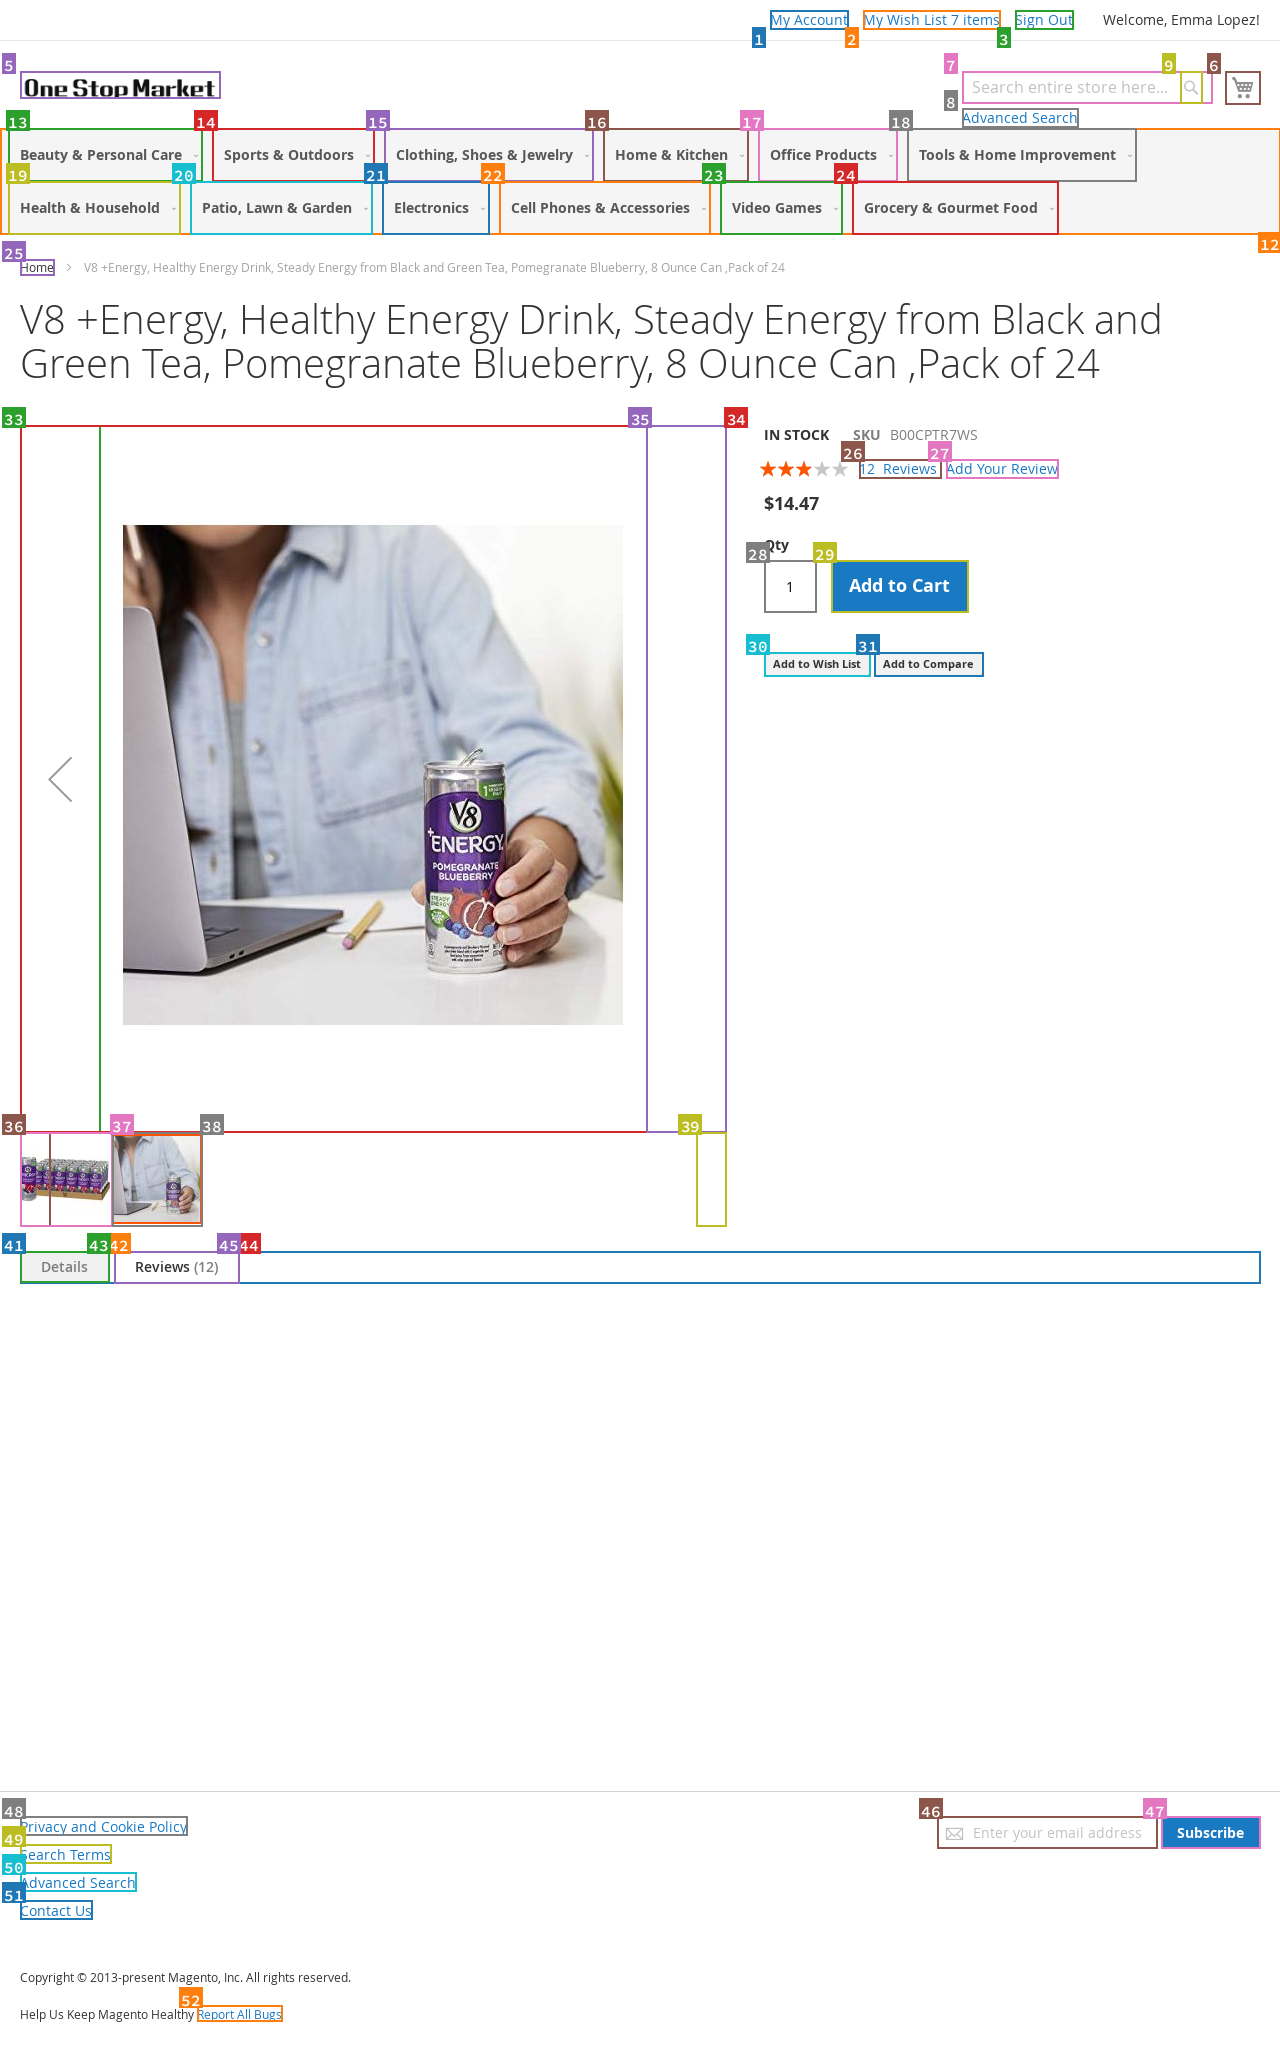 My Account
My Wish List 7 items
Sign Out
Welcome, Emma Lopez!
1
2
3
5
7
9
6
One Stop Market
Search entire store here...
8
Advanced Search
13
14
15
16
17
18
Beauty & Personal Care
Sports & Outdoors
Clothing, Shoes & Jewelry
Home & Kitchen
Office Products
Tools & Home Improvement
19
20
21
22
23
24
Health & Household
Patio, Lawn & Garden
Electronics
Cell Phones & Accessories
Video Games
Grocery & Gourmet Food
12
25
Home
V8 +Energy, Healthy Energy Drink, Steady Energy from Black and Green Tea, Pomegranate Blueberry, 8 Ounce Can ,Pack of 24
V8 +Energy, Healthy Energy Drink, Steady Energy from Black and
Green Tea, Pomegranate Blueberry, 8 Ounce Can ,Pack of 24
33
35
34
IN STOCK SKU B00CPTR7WS
26
27
12 Reviews
Add Your Review
$14.47
Qty
28
29
1
Add to Cart
30
31
Add to Wish List
Add to Compare
V8
+ENERGY
POMEGRANATE
BLUEBERRY
STEADY
ENERGY
36
37
38
39
41
43
42
45
44
Details
Reviews (12)
48
Privacy and Cookie Policy
49
Search Terms
50
Advanced Search
51
Contact Us
46
47
Enter your email address
Subscribe
Copyright © 2013-present Magento, Inc. All rights reserved.
52
Help Us Keep Magento Healthy Report All Bugs